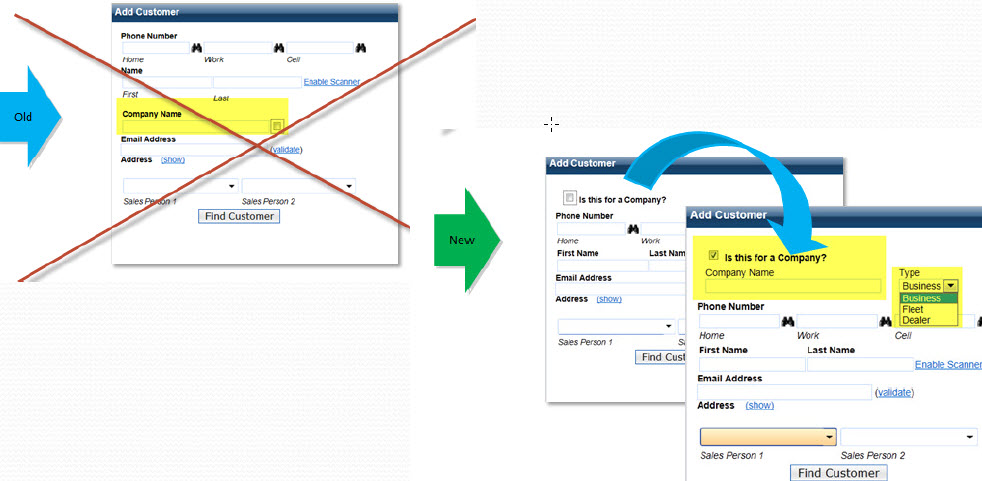 Add Customer
Phone Number
Home Work Cell
Name
Enable Scanner
First Last
Company Name
Email Address
(validate)
Address (show)
Sales Person 1 Sales Person 2
Find Customer
Old
New
Add Customer
Is this for a Company?
Phone Number
Home Work
First Name Last Nam
Email Address
Address (show)
Sales Person 1 S
Find Cust
Add Customer
Is this for a Company?
Company Name
Type
Business
Business
Fleet
Dealer
Phone Number
Home Work Cell
First Name Last Name
Enable Scanner
Email Address
(validate)
Address (show)
Sales Person 1 Sales Person 2
Find Customer